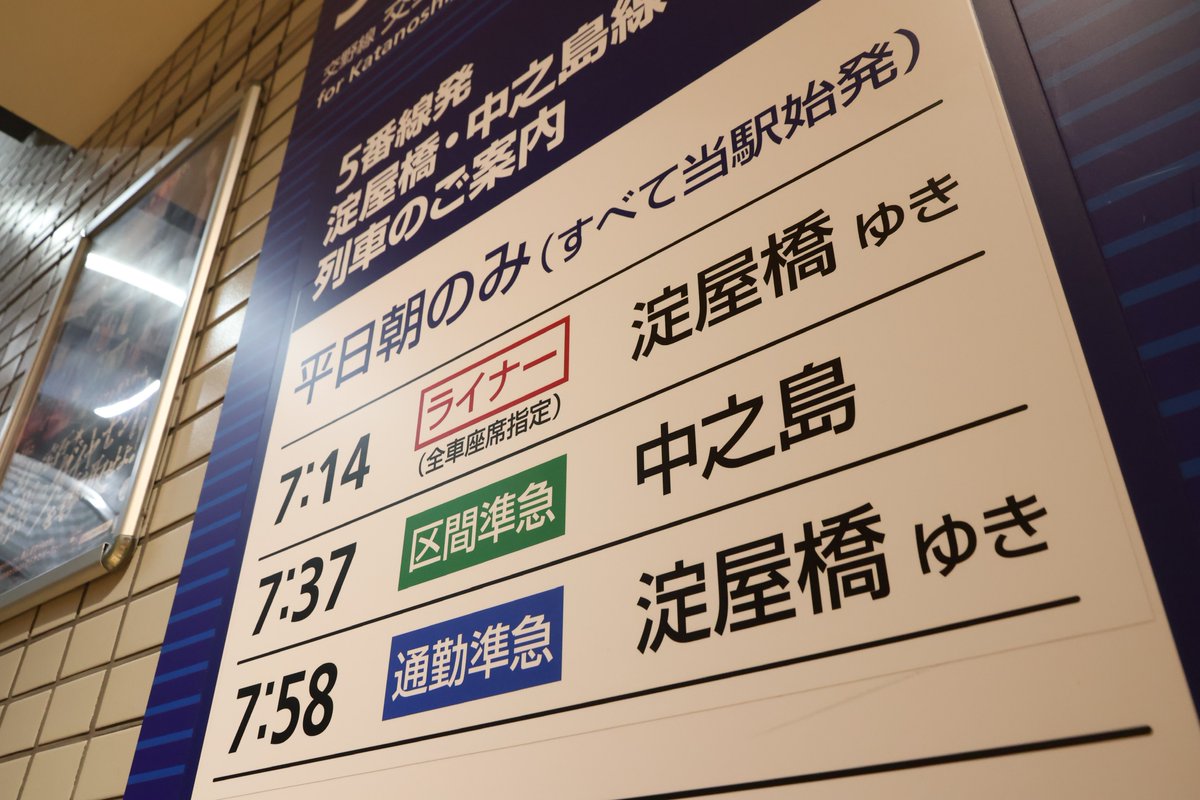 交野線
for Katanoshi
5番線発
淀屋橋・中之島線
列車のご案内
平日朝のみ(すべて当駅始発)
7:14 ライナー (全車座席指定) 淀屋橋 ゆき
7:37 区間準急 中之島
7:58 通勤準急 淀屋橋 ゆき